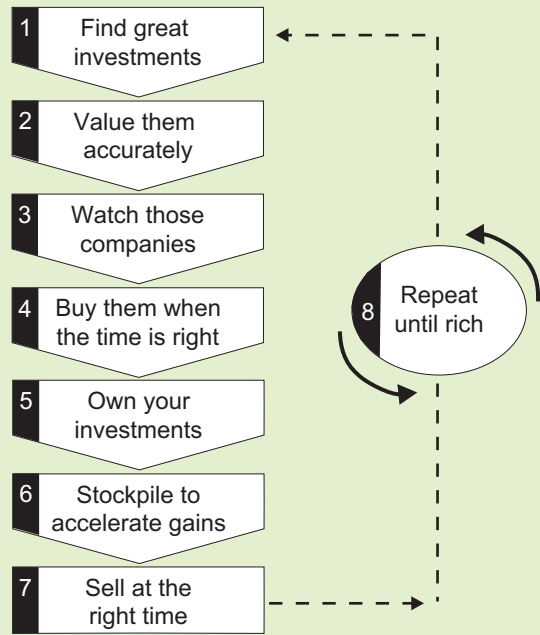 1
Find great
investments
2
Value them
accurately
3
Watch those
companies
4
Buy them when
the time is right
5
Own your
investments
6
Stockpile to
accelerate gains
7
Sell at the
right time
8
Repeat
until rich